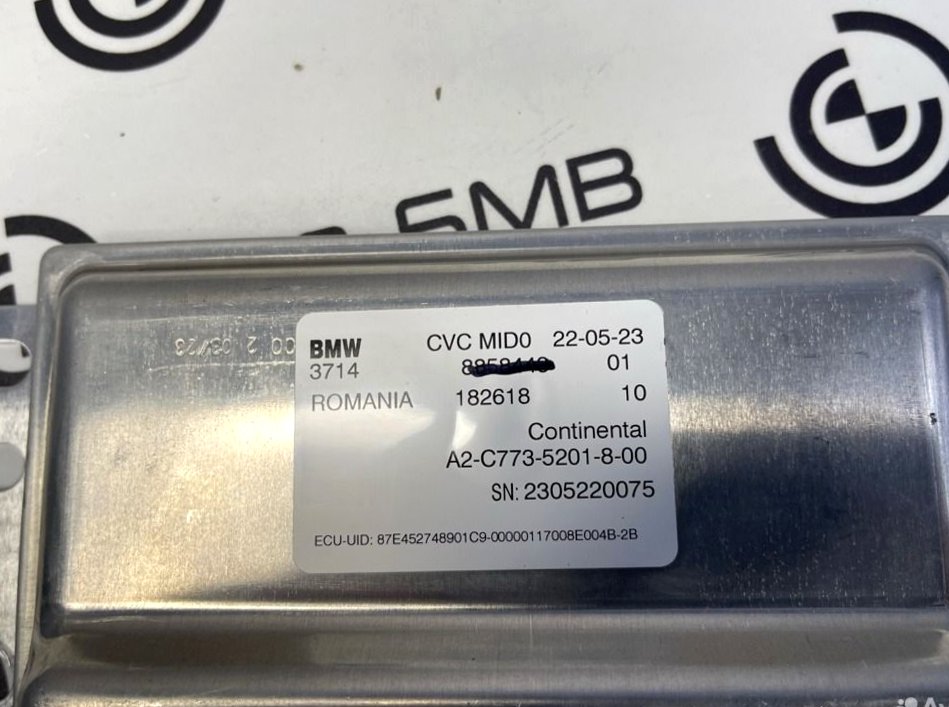 5MB
BMW CVC MID0 22-05-23
3714 01
ROMANIA 182618 10
Continental
A2-C773-5201-8-00
SN: 2305220075
ECU-UID: 87E452748901C9-00000117008E004B-2B